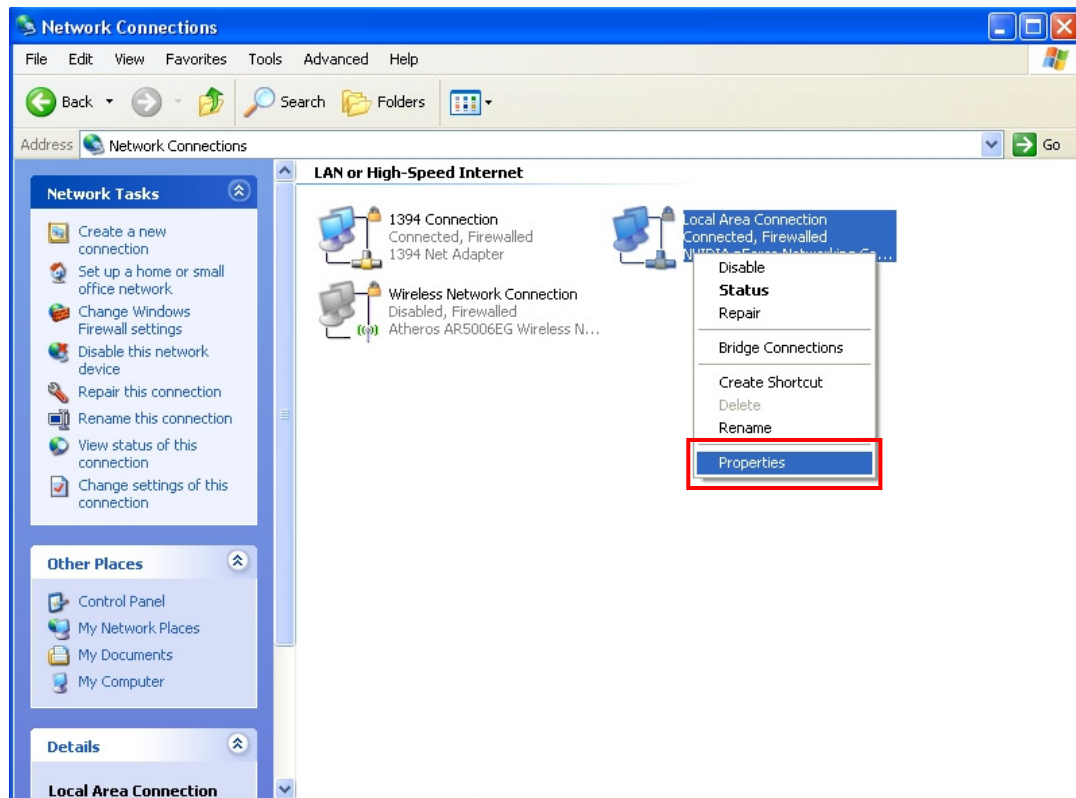 Network Connections
File Edit View Favorites Tools Advanced Help
Back Search Folders
Address Network Connections Go
Network Tasks
Create a new
connection
Set up a home or small
office network
Change Windows
Firewall settings
Disable this network
device
Repair this connection
Rename this connection
View status of this
connection
Change settings of this
connection
Other Places
Control Panel
My Network Places
My Documents
My Computer
Details
Local Area Connection
LAN or High-Speed Internet
1394 Connection
Connected, Firewalled
1394 Net Adapter
Wireless Network Connection
Disabled, Firewalled
Atheros AR5006EG Wireless N...
Local Area Connection
Connected, Firewalled
NVIDIA nForce Networking Co...
Disable
Status
Repair
Bridge Connections
Create Shortcut
Delete
Rename
Properties